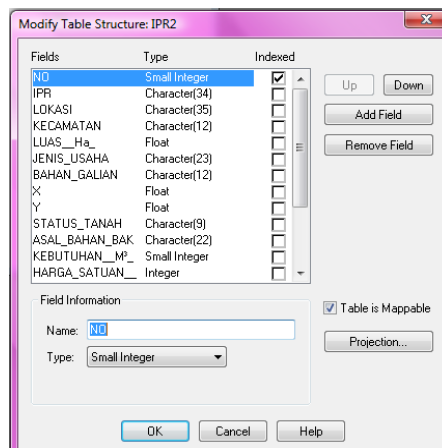 Modify Table Structure: IPR2
Fields Type Indexed
NO Small Integer
IPR Character(34)
LOKASI Character(35)
KECAMATAN Character(12)
LUAS__Ha_ Float
JENIS_USAHA Character(23)
BAHAN_GALIAN Character(12)
X Float
Y Float
STATUS_TANAH Character(9)
ASAL_BAHAN_BAK Character(22)
KEBUTUHAN__M³_ Small Integer
HARGA_SATUAN__ Integer
Up Down
Add Field
Remove Field
Field Information
Name: NO
Type: Small Integer
Table is Mappable
Projection...
OK Cancel Help